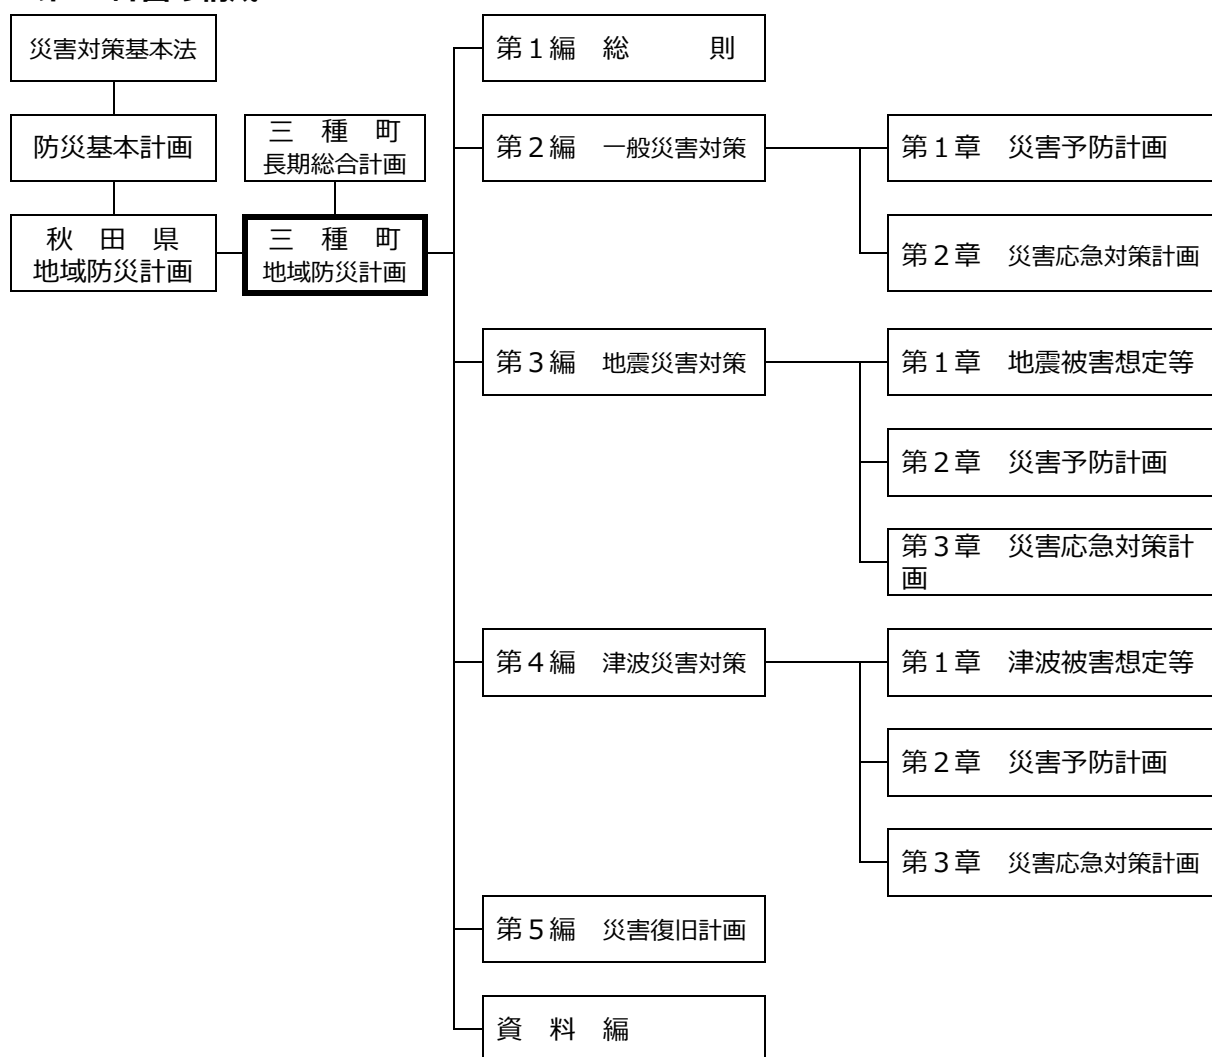 災害対策基本法
防災基本計画
三　種　町
長期総合計画
秋　田　県
地域防災計画
三　種　町
地域防災計画
第１編　総　　　則
第２編　一般災害対策
第１章　災害予防計画
第２章　災害応急対策計画
第３編　地震災害対策
第１章　地震被害想定等
第２章　災害予防計画
第３章　災害応急対策計
画
第４編　津波災害対策
第１章　津波被害想定等
第２章　災害予防計画
第３章　災害応急対策計画
第５編　災害復旧計画
資　料　編